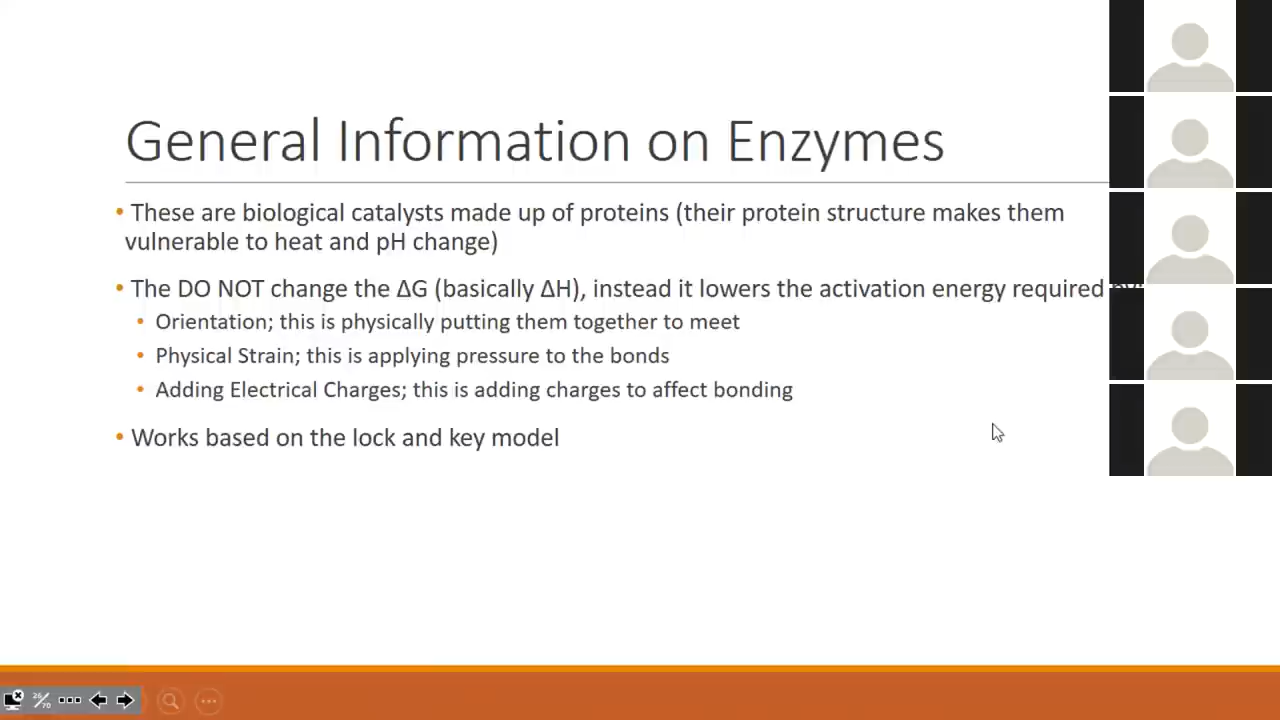 General Information on Enzymes
• These are biological catalysts made up of proteins (their protein structure makes them
vulnerable to heat and pH change)
• The DO NOT change the ΔG (basically ΔH), instead it lowers the activation energy required by:
• Orientation; this is physically putting them together to meet
• Physical Strain; this is applying pressure to the bonds
• Adding Electrical Charges; this is adding charges to affect bonding
• Works based on the lock and key model
26/70